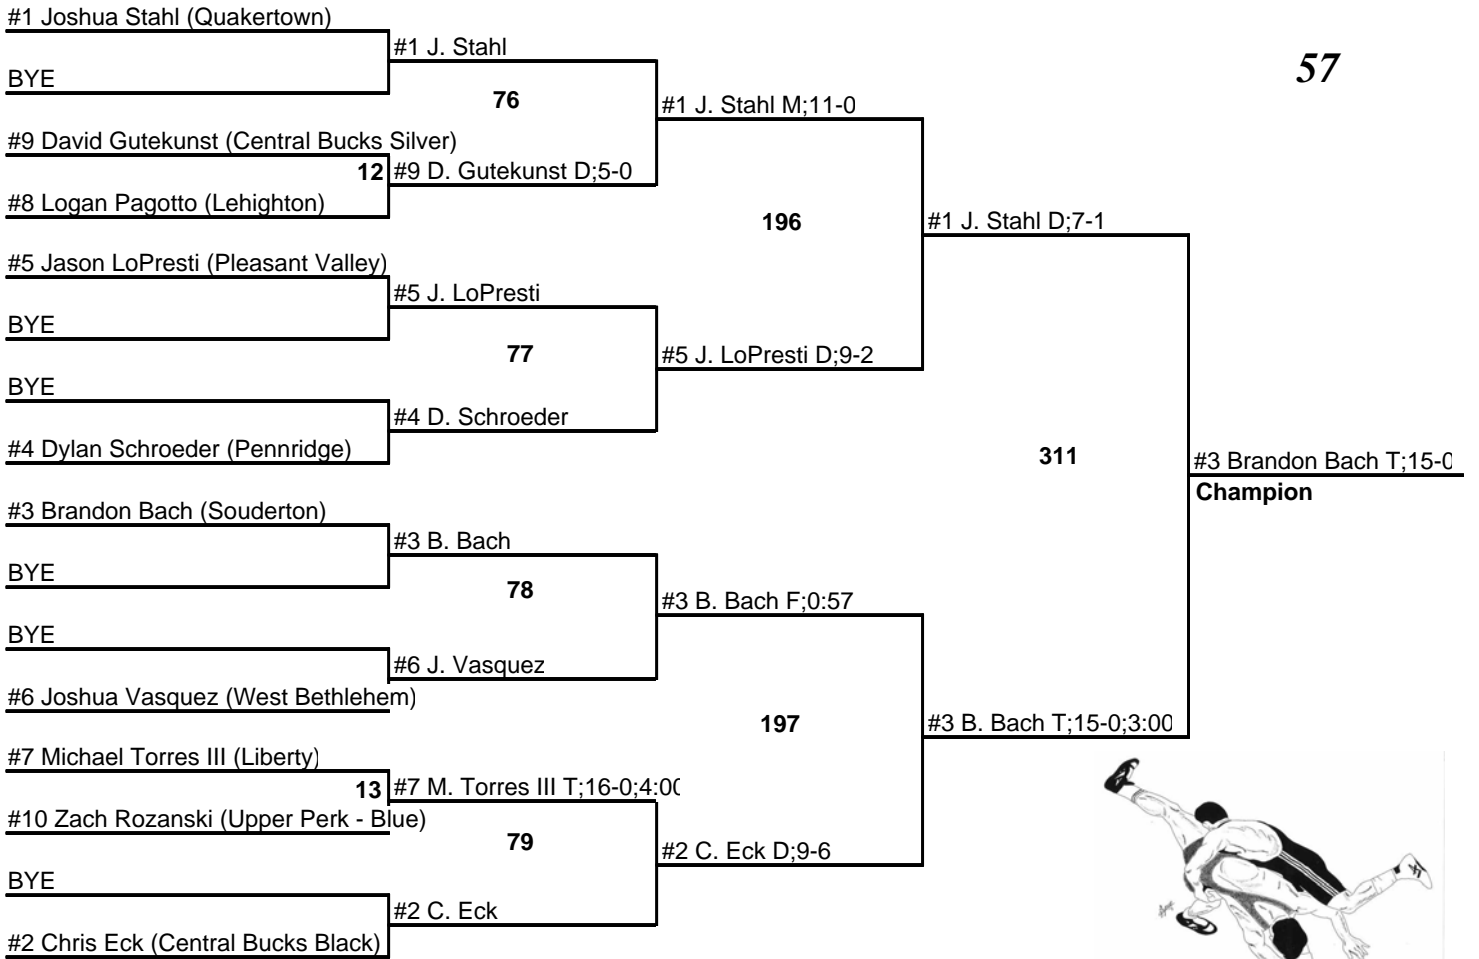 #1 Joshua Stahl (Quakertown)
#1 J. Stahl
57
BYE
76
#1 J. Stahl M;11-0
#9 David Gutekunst (Central Bucks Silver)
12
#9 D. Gutekunst D;5-0
#8 Logan Pagotto (Lehighton)
196
#1 J. Stahl D;7-1
#5 Jason LoPresti (Pleasant Valley)
#5 J. LoPresti
BYE
77
#5 J. LoPresti D;9-2
BYE
#4 D. Schroeder
#4 Dylan Schroeder (Pennridge)
311
#3 Brandon Bach T;15-0
Champion
#3 Brandon Bach (Souderton)
#3 B. Bach
BYE
78
#3 B. Bach F;0:57
BYE
#6 J. Vasquez
#6 Joshua Vasquez (West Bethlehem)
197
#3 B. Bach T;15-0;3:00
#7 Michael Torres III (Liberty)
13
#7 M. Torres III T;16-0;4:00
#10 Zach Rozanski (Upper Perk - Blue)
79
#2 C. Eck D;9-6
BYE
#2 C. Eck
#2 Chris Eck (Central Bucks Black)